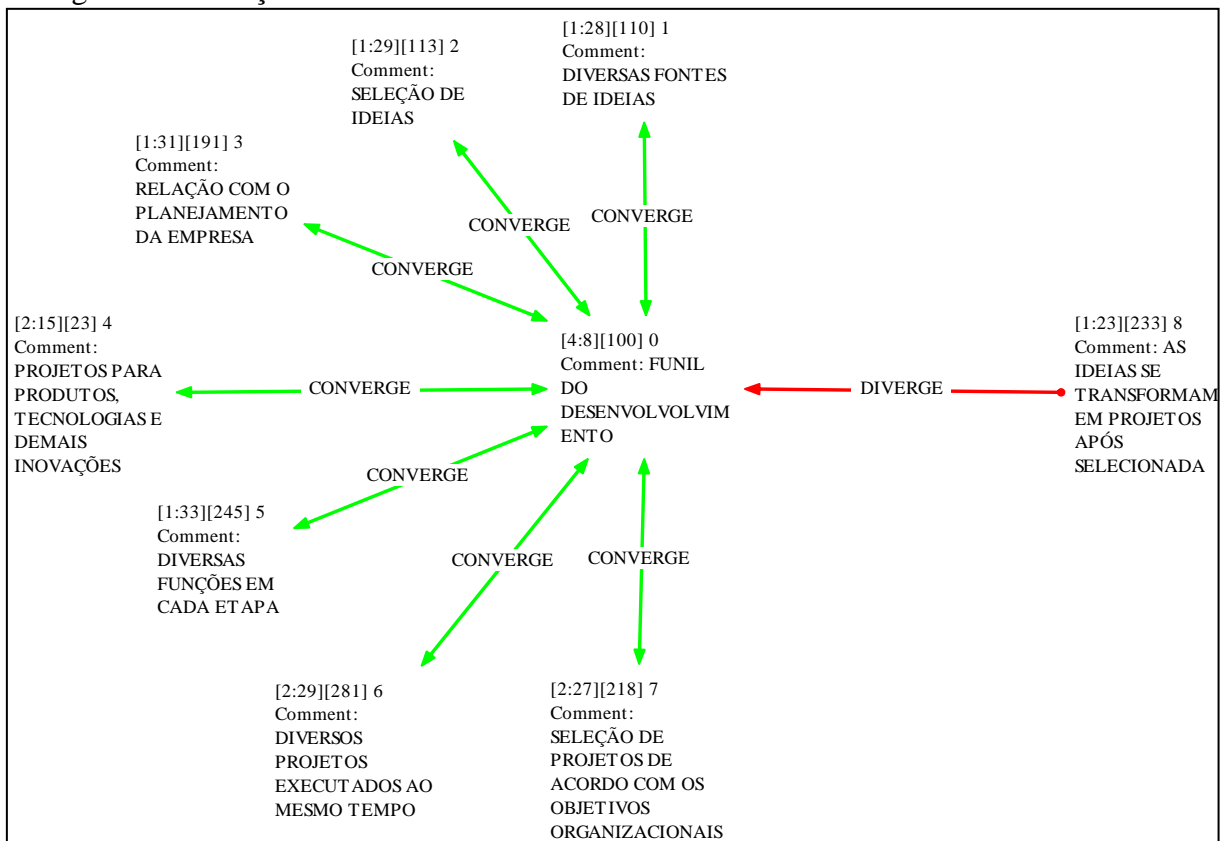 [1:28][110] 1
Comment:
DIVERSAS FONTES
DE IDEIAS
[1:29][113] 2
Comment:
SELEÇÃO DE
IDEIAS
[1:31][191] 3
Comment:
RELAÇÃO COM O
PLANEJAMENTO
DA EMPRESA
CONVERGE
CONVERGE
CONVERGE
[2:15][23] 4
Comment:
PROJETOS PARA
PRODUTOS,
TECNOLOGIAS E
DEMAIS
INOVAÇÕES
CONVERGE
[4:8][100] 0
Comment: FUNIL
DO
DESENVOLVOLVIM
ENTO
DIVERGE
[1:23][233] 8
Comment: AS
IDEIAS SE
TRANSFORMAM
EM PROJETOS
APÓS
SELECIONADA
CONVERGE
[1:33][245] 5
Comment:
DIVERSAS
FUNÇÕES EM
CADA ETAPA
CONVERGE
CONVERGE
[2:29][281] 6
Comment:
DIVERSOS
PROJETOS
EXECUTADOS AO
MESMO TEMPO
[2:27][218] 7
Comment:
SELEÇÃO DE
PROJETOS DE
ACORDO COM OS
OBJETIVOS
ORGANIZACIONAIS